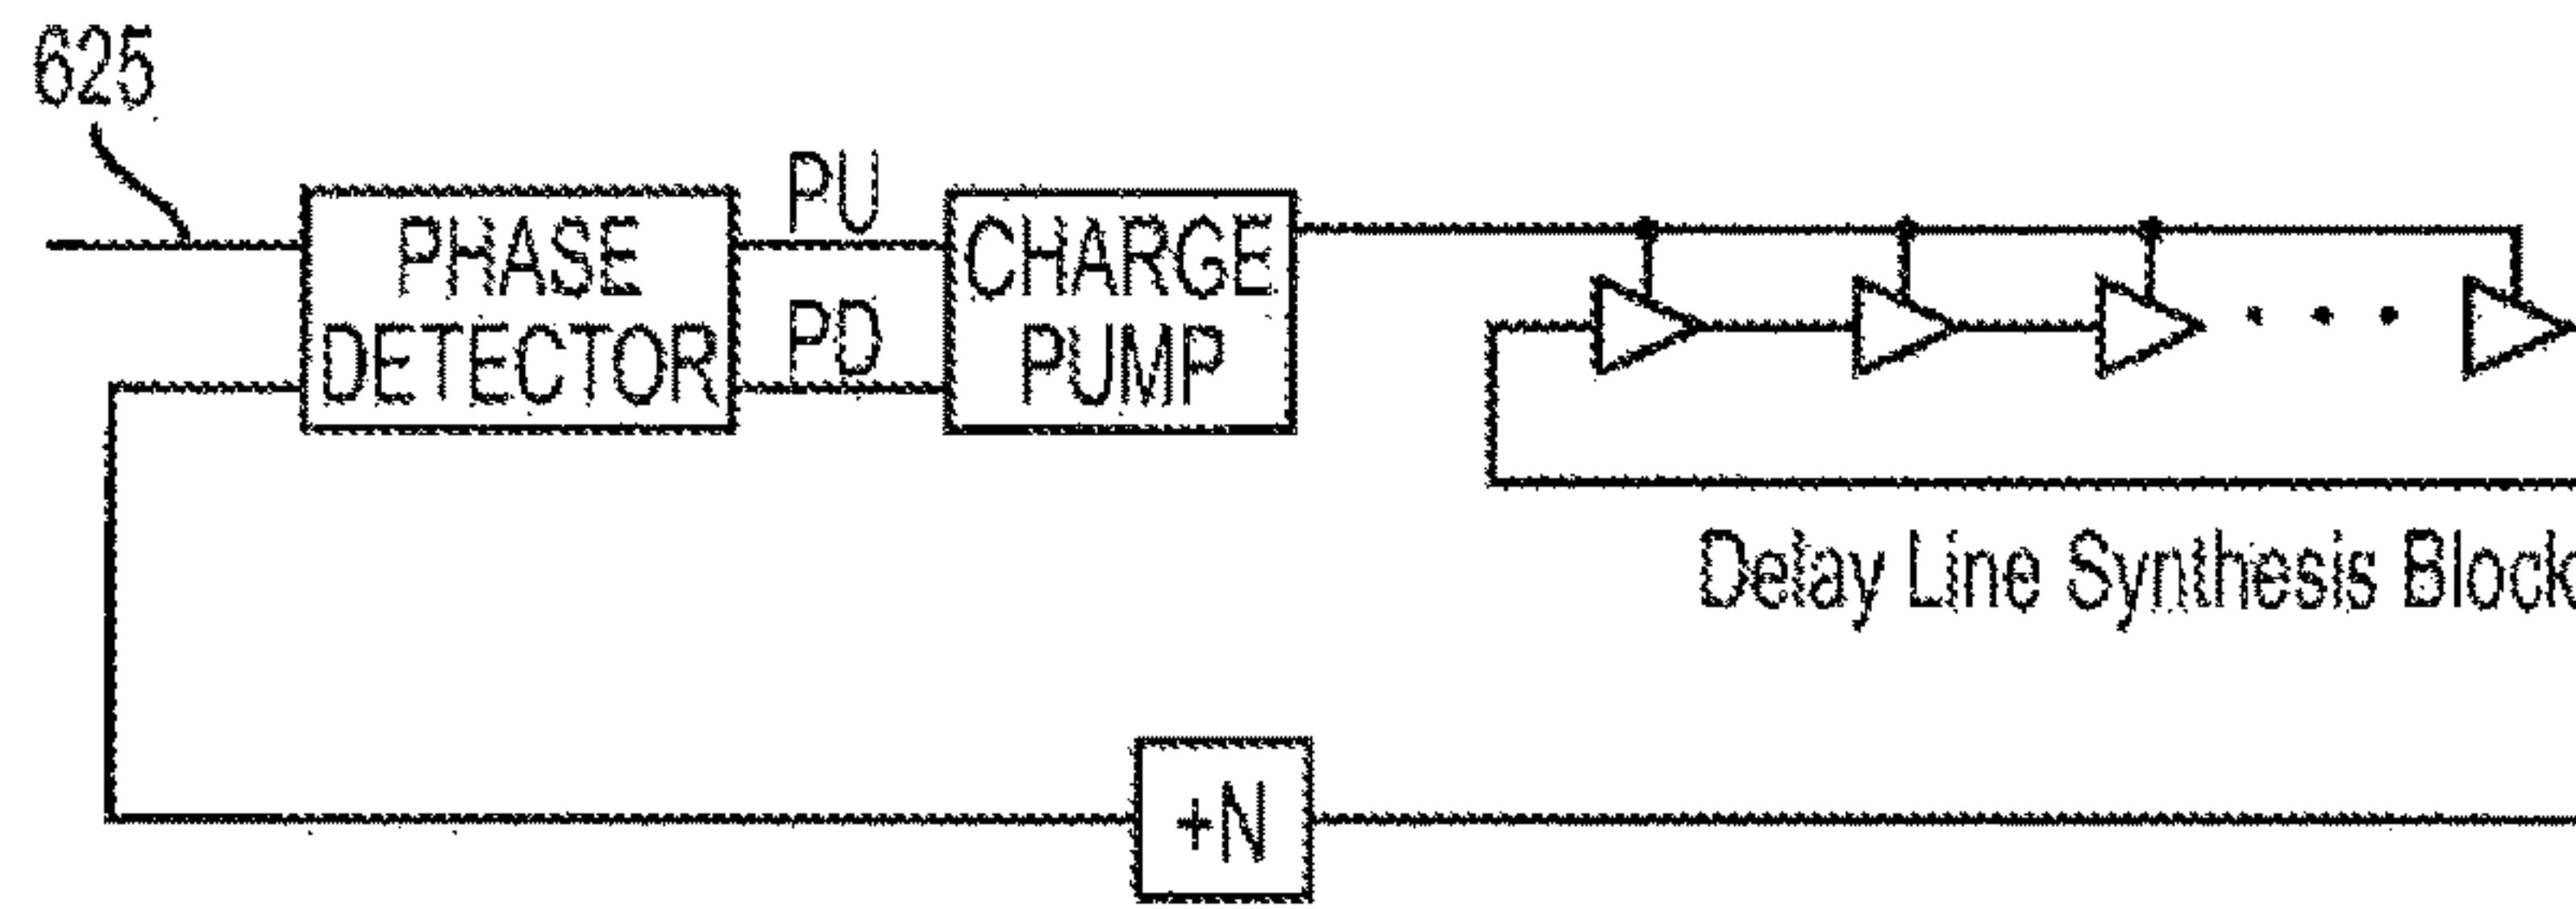 625
PU
PHASE
DETECTOR
PD
CHARGE
PUMP
Delay Line Synthesis Block
+N